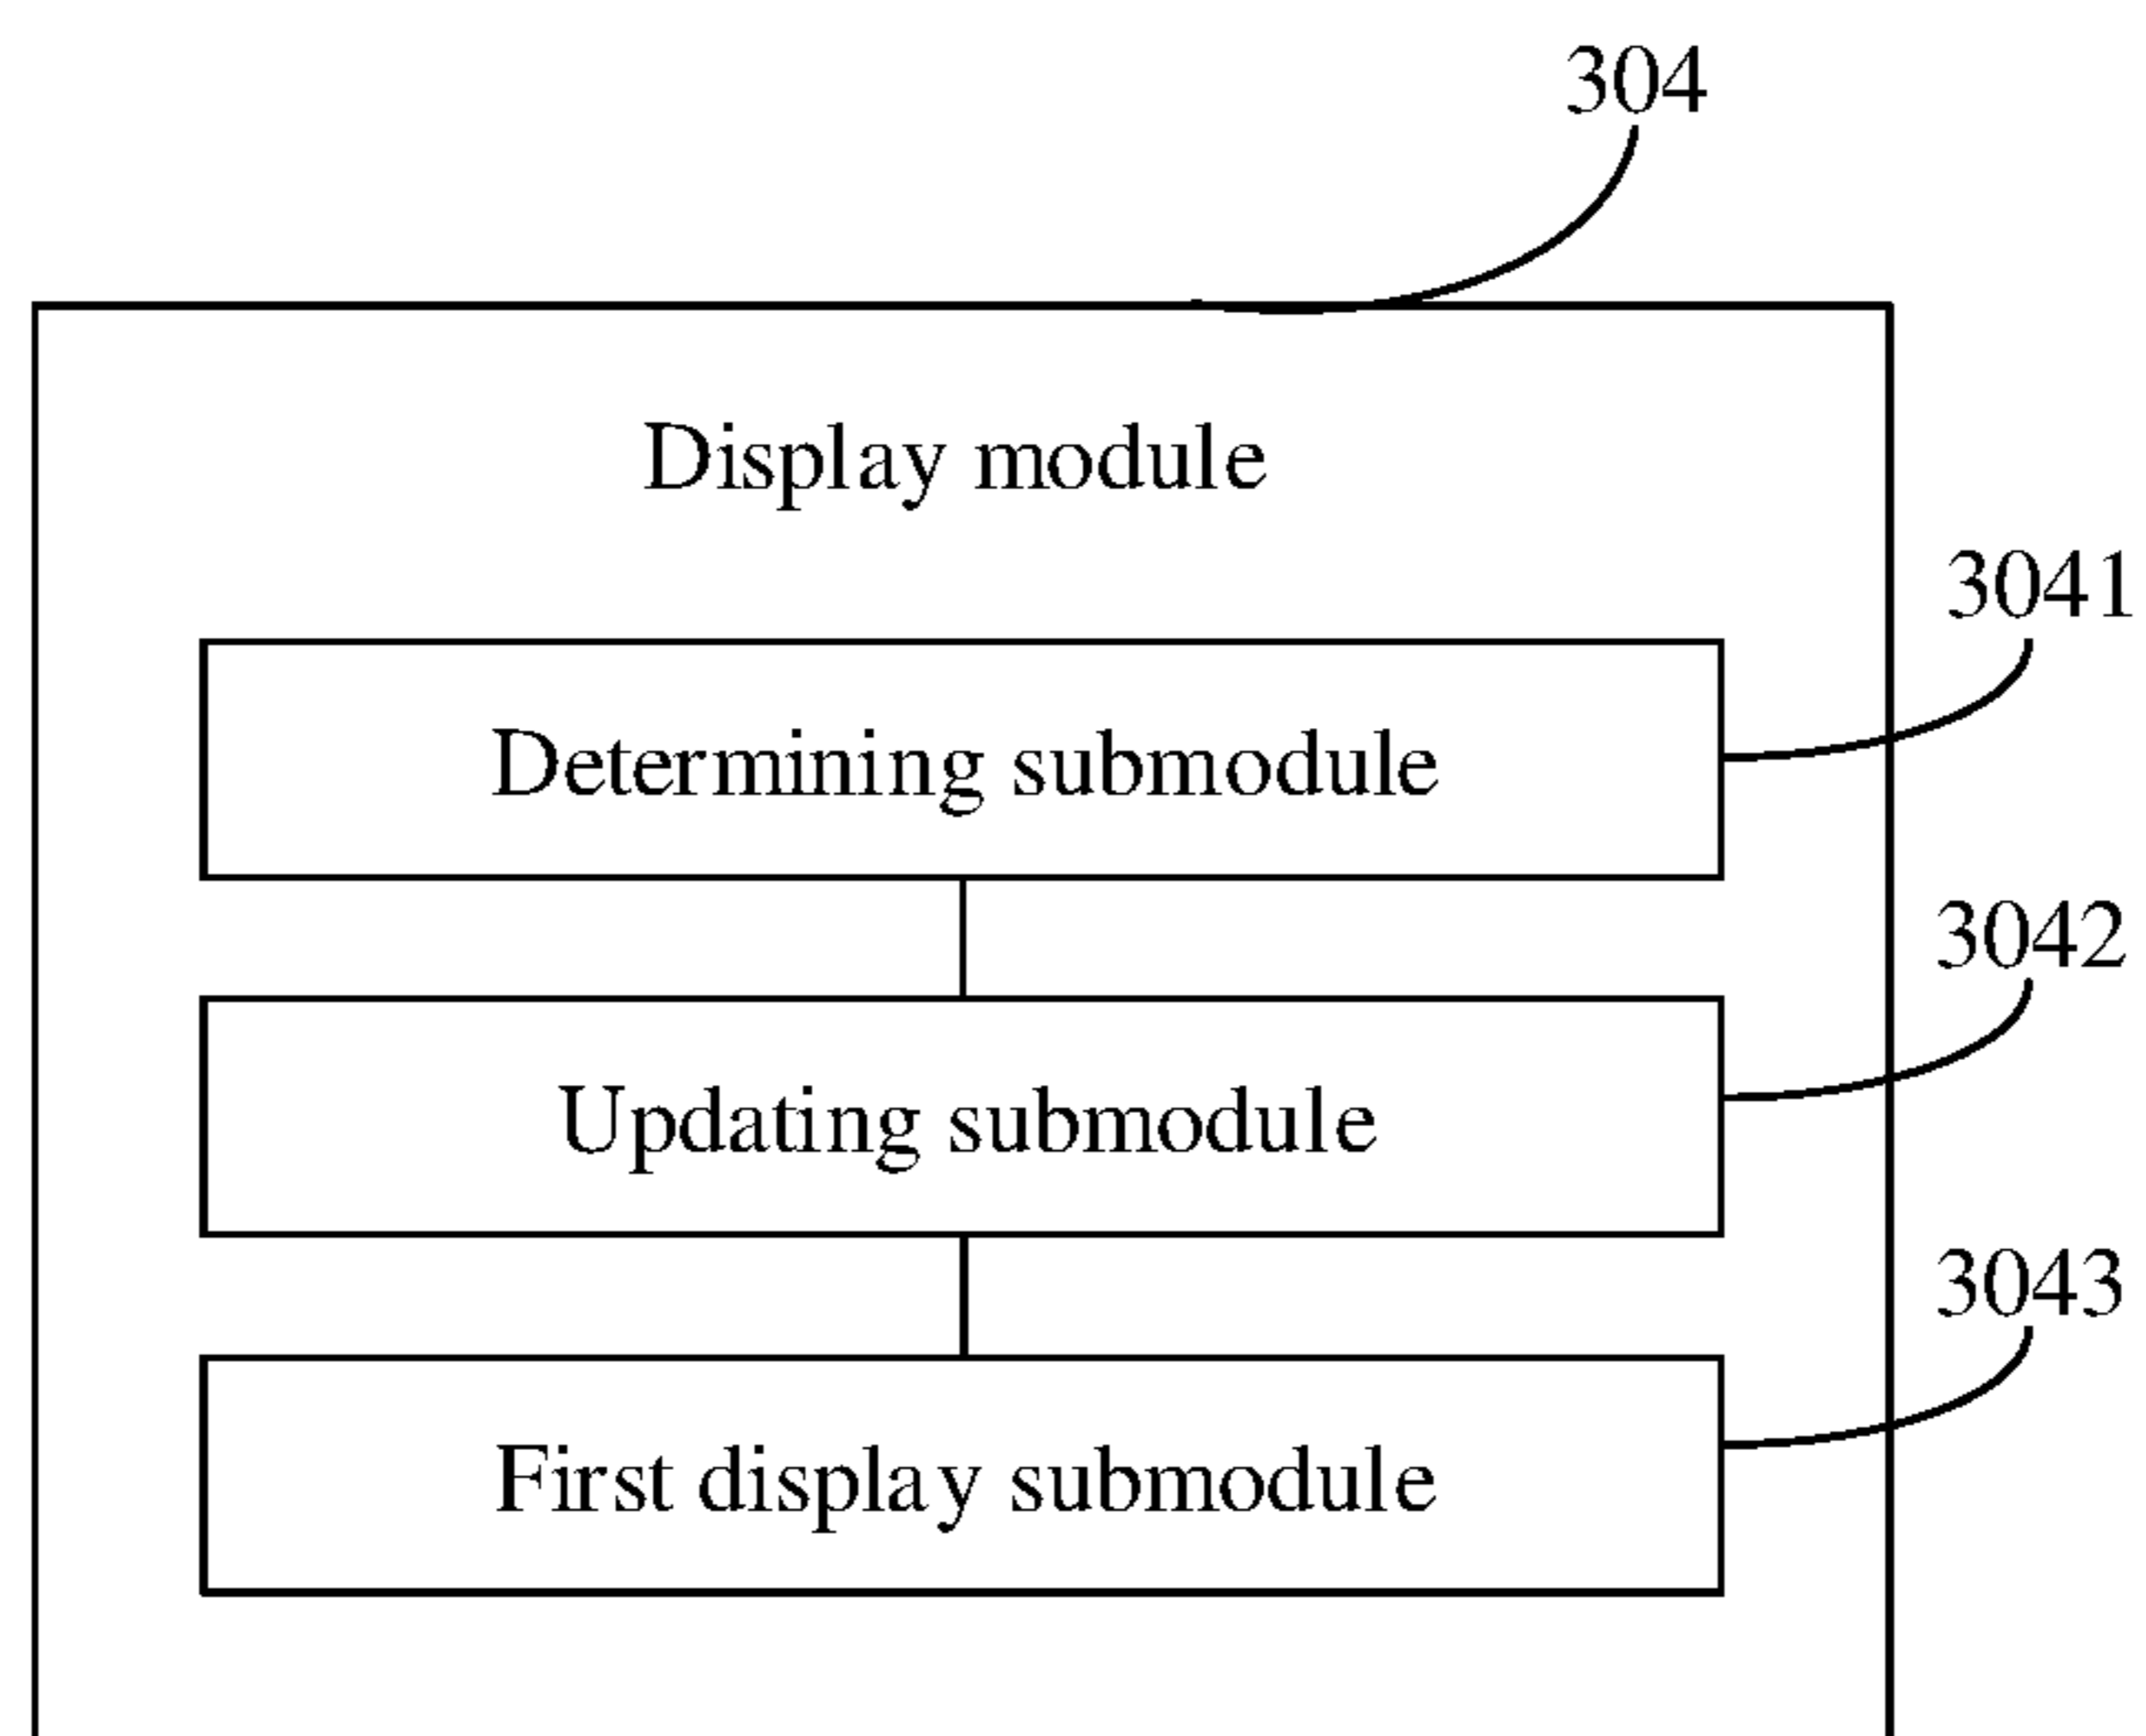 304
Display module
3041
Determining submodule
3042
Updating submodule
3043
First display submodule